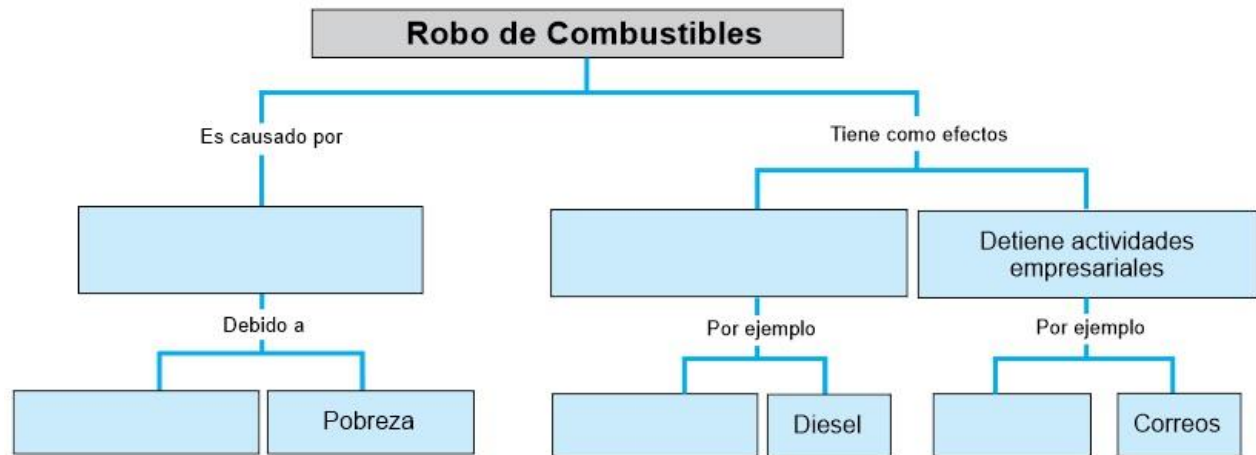 Robo de Combustibles
Es causado por
Tiene como efectos
Detiene actividades
empresariales
Debido a
Por ejemplo
Por ejemplo
Pobreza
Diesel
Correos